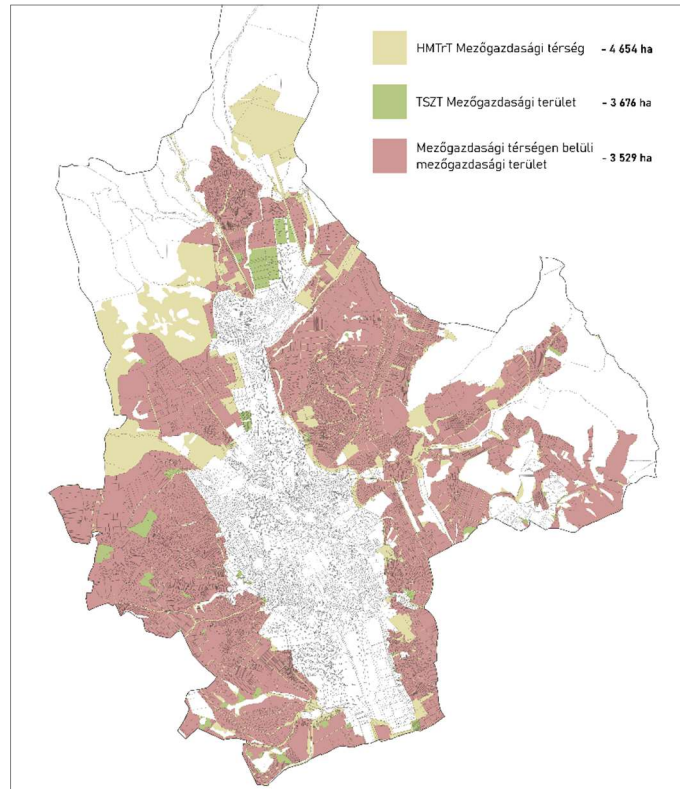 HMTrT Mezőgazdasági térség - 4 654 ha
TSZT Mezőgazdasági terület - 3 676 ha
Mezőgazdasági térségen belüli
mezőgazdasági terület - 3 529 ha